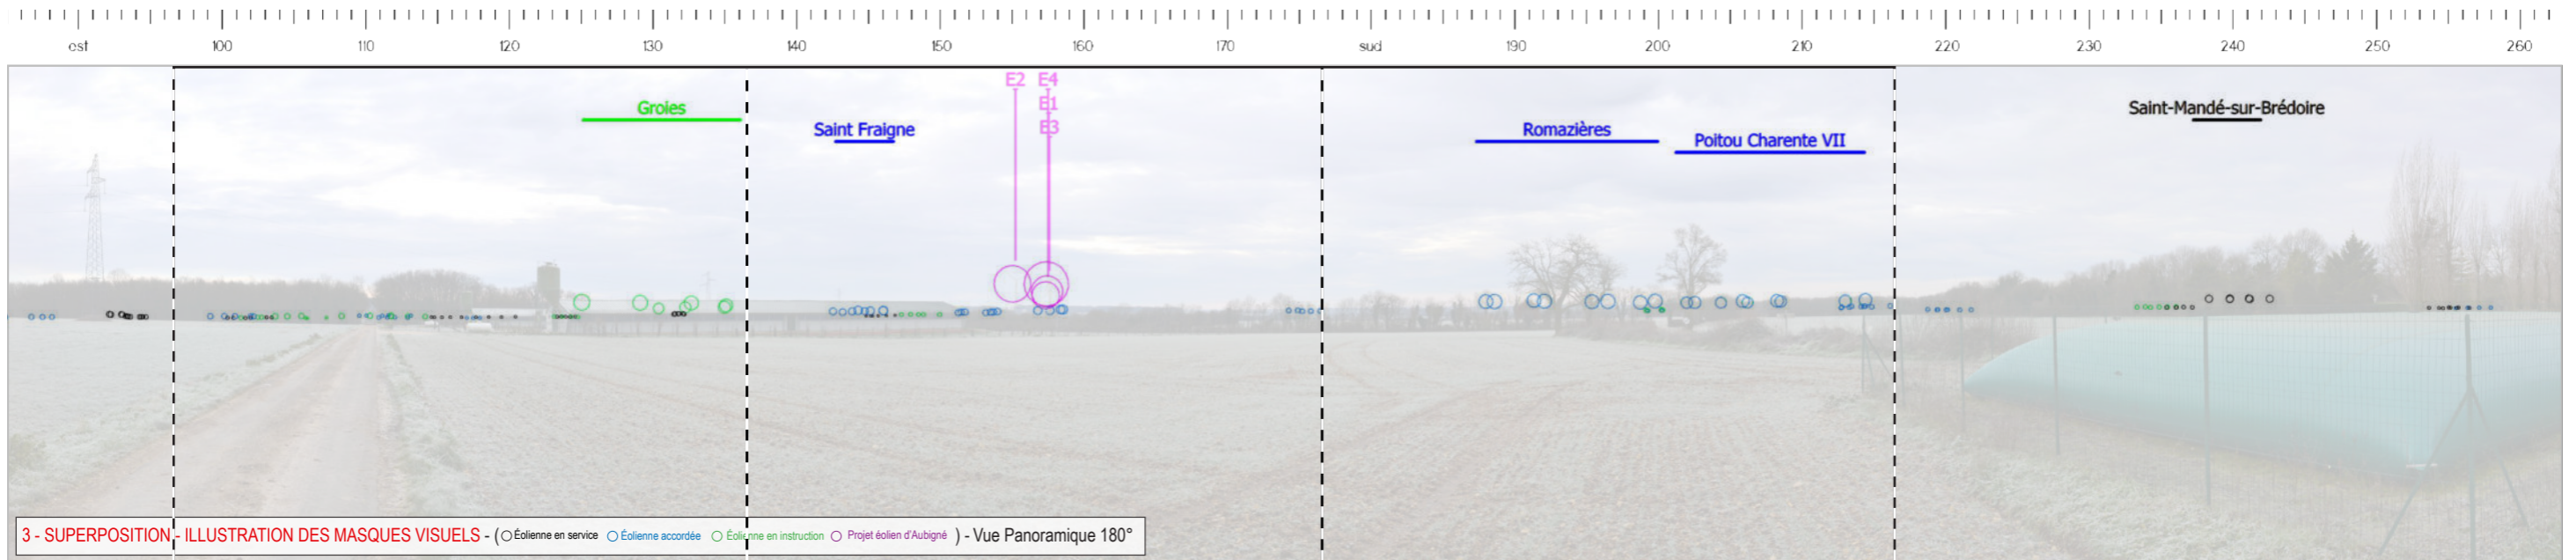 est 100 110 120 130 140 150 160 170 sud 190 200 210 220 230 240 250 260
E2 E4
E1
E3
Groies
Saint Fraigne
Romazières
Poitou Charente VII
Saint-Mandé-sur-Brédoire
3 - SUPERPOSITION - ILLUSTRATION DES MASQUES VISUELS - ( Éolienne en service Éolienne accordée Éolienne en instruction Projet éolien d'Aubigné ) - Vue Panoramique 180°